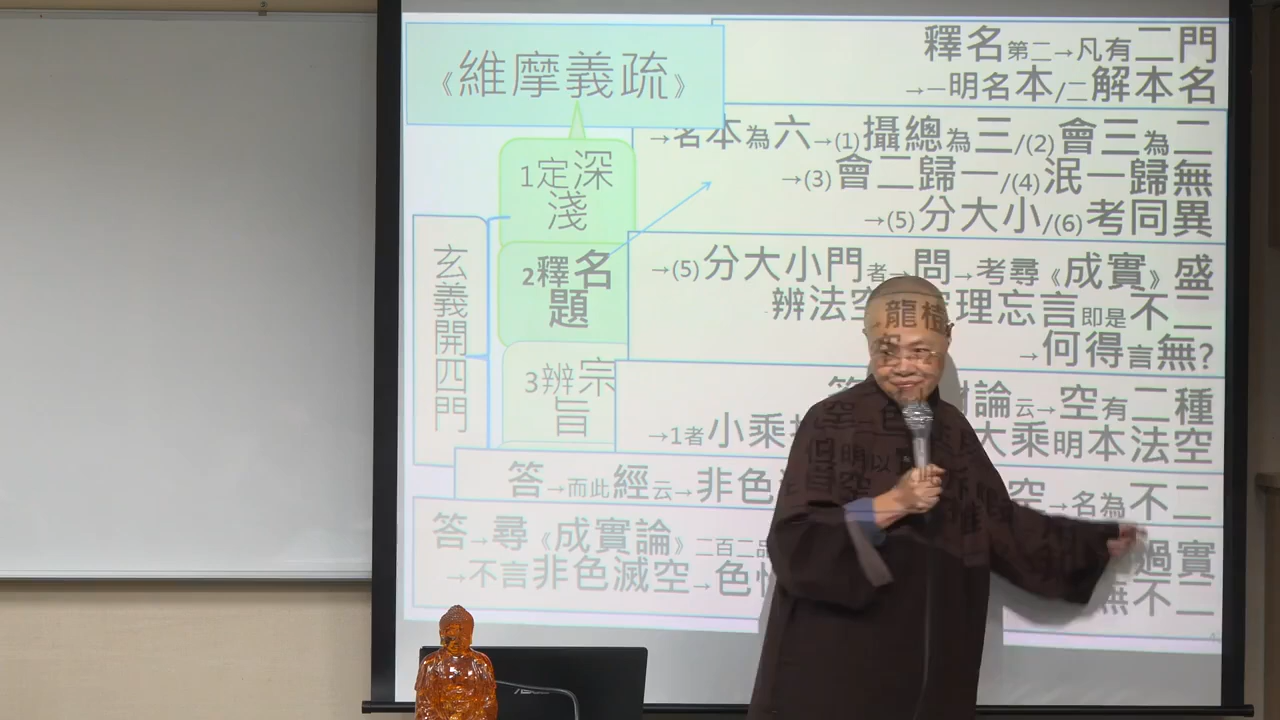 《維摩義疏》
釋名第二→凡有二門
→一明名本/二解本名
→名本為六→(1)攝總為三/(2)會三為二
→(3)會二歸一/(4)泯一歸無
→(5)分大小/(6)考同異
1定深
淺
2釋名
題
3辨宗
旨
玄義開四門
→(5)分大小門者→問→考尋《成實》盛
辨法空 理忘言即是不二
→何得言無?
龍樹
論云→空有二種
→1者小乘 大乘明本法空
答→而此經云→非色 空→名為不二
答→尋《成實論》二百二品 過實
→不言非色滅空→色 無不二
ASUS